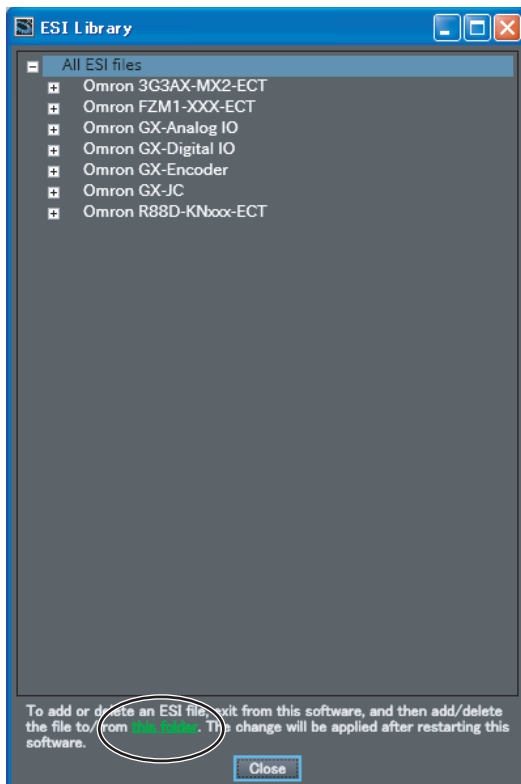 ESI Library
All ESI files
Omron 3G3AX-MX2-ECT
Omron FZM1-XXX-ECT
Omron GX-Analog IO
Omron GX-Digital IO
Omron GX-Encoder
Omron GX-JC
Omron R88D-KNxxx-ECT
To add or delete an ESI file, exit from this software, and then add/delete
the file to/from this folder. The change will be applied after restarting this
software.
Close